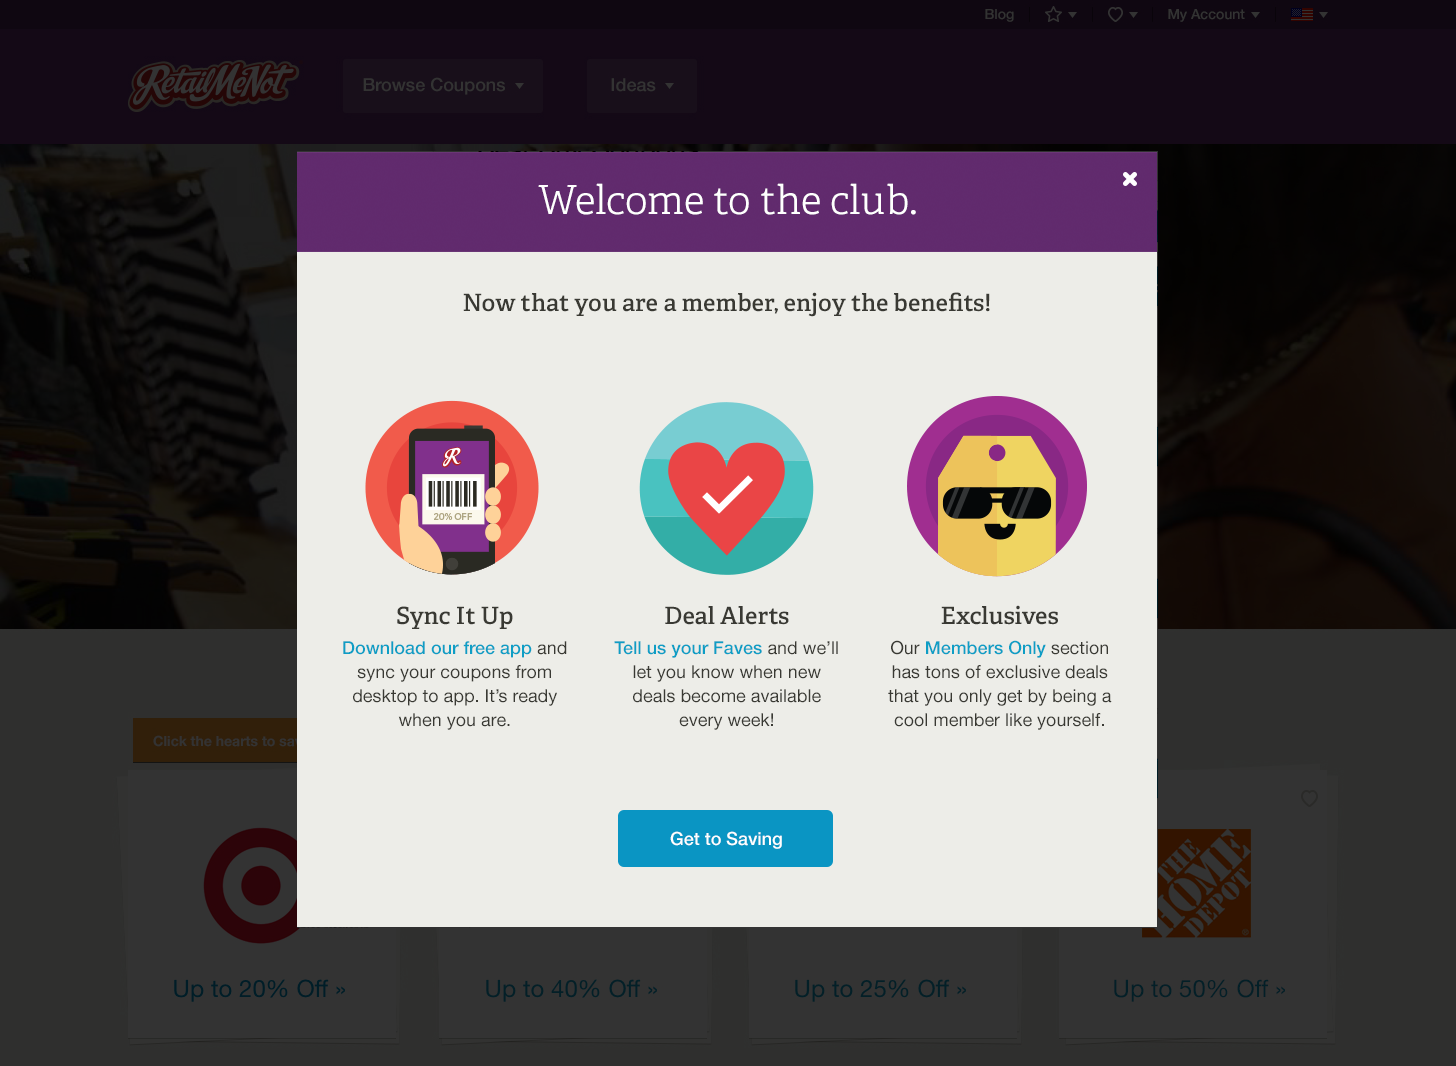 Blog
My Account
RetailMeNot
Browse Coupons
Ideas
Welcome to the club.
Now that you are a member, enjoy the benefits!
R
20% OFF
Sync It Up
Download our free app and
sync your coupons from
desktop to app. It’s ready
when you are.
Deal Alerts
Tell us your Faves and we’ll
let you know when new
deals become available
every week!
Exclusives
Our Members Only section
has tons of exclusive deals
that you only get by being a
cool member like yourself.
Click the hearts to sa
Get to Saving
THE
HOME
DEPOT
Up to 20% Off »
Up to 40% Off »
Up to 25% Off »
Up to 50% Off »